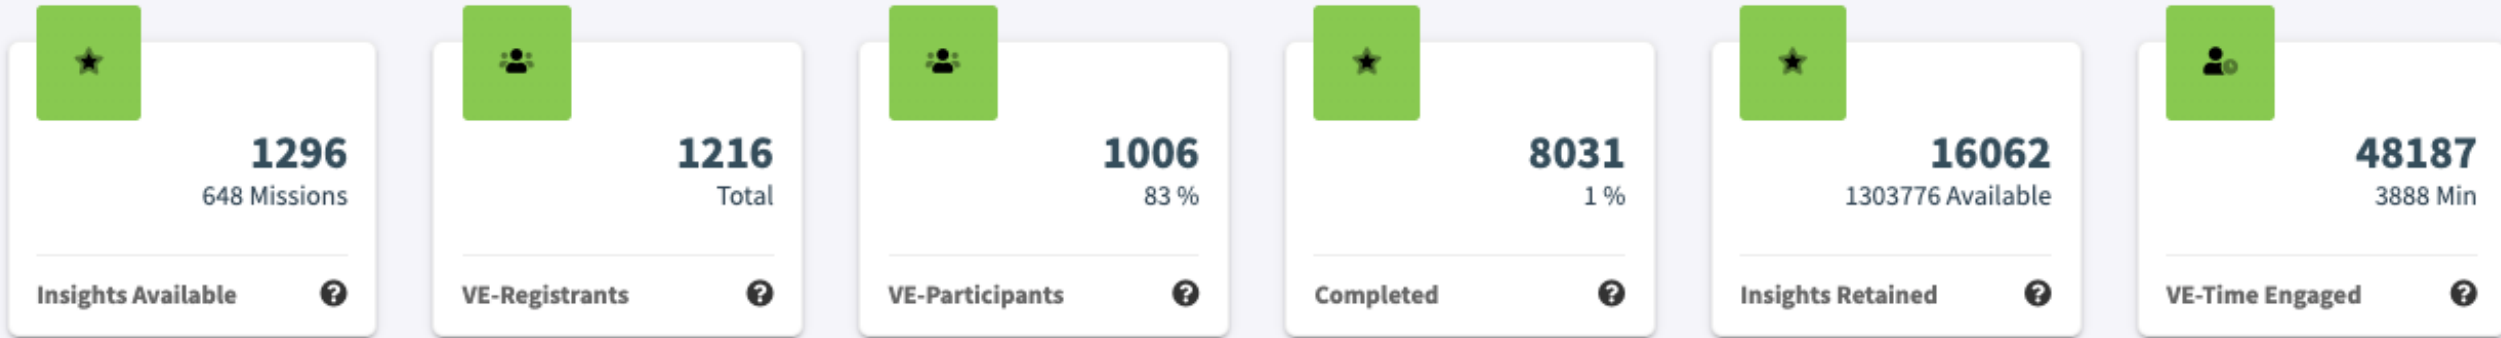 1296
648 Missions
Insights Available
1216
Total
VE-Registrants
1006
83 %
VE-Participants
8031
1 %
Completed
16062
1303776 Available
Insights Retained
48187
3888 Min
VE-Time Engaged